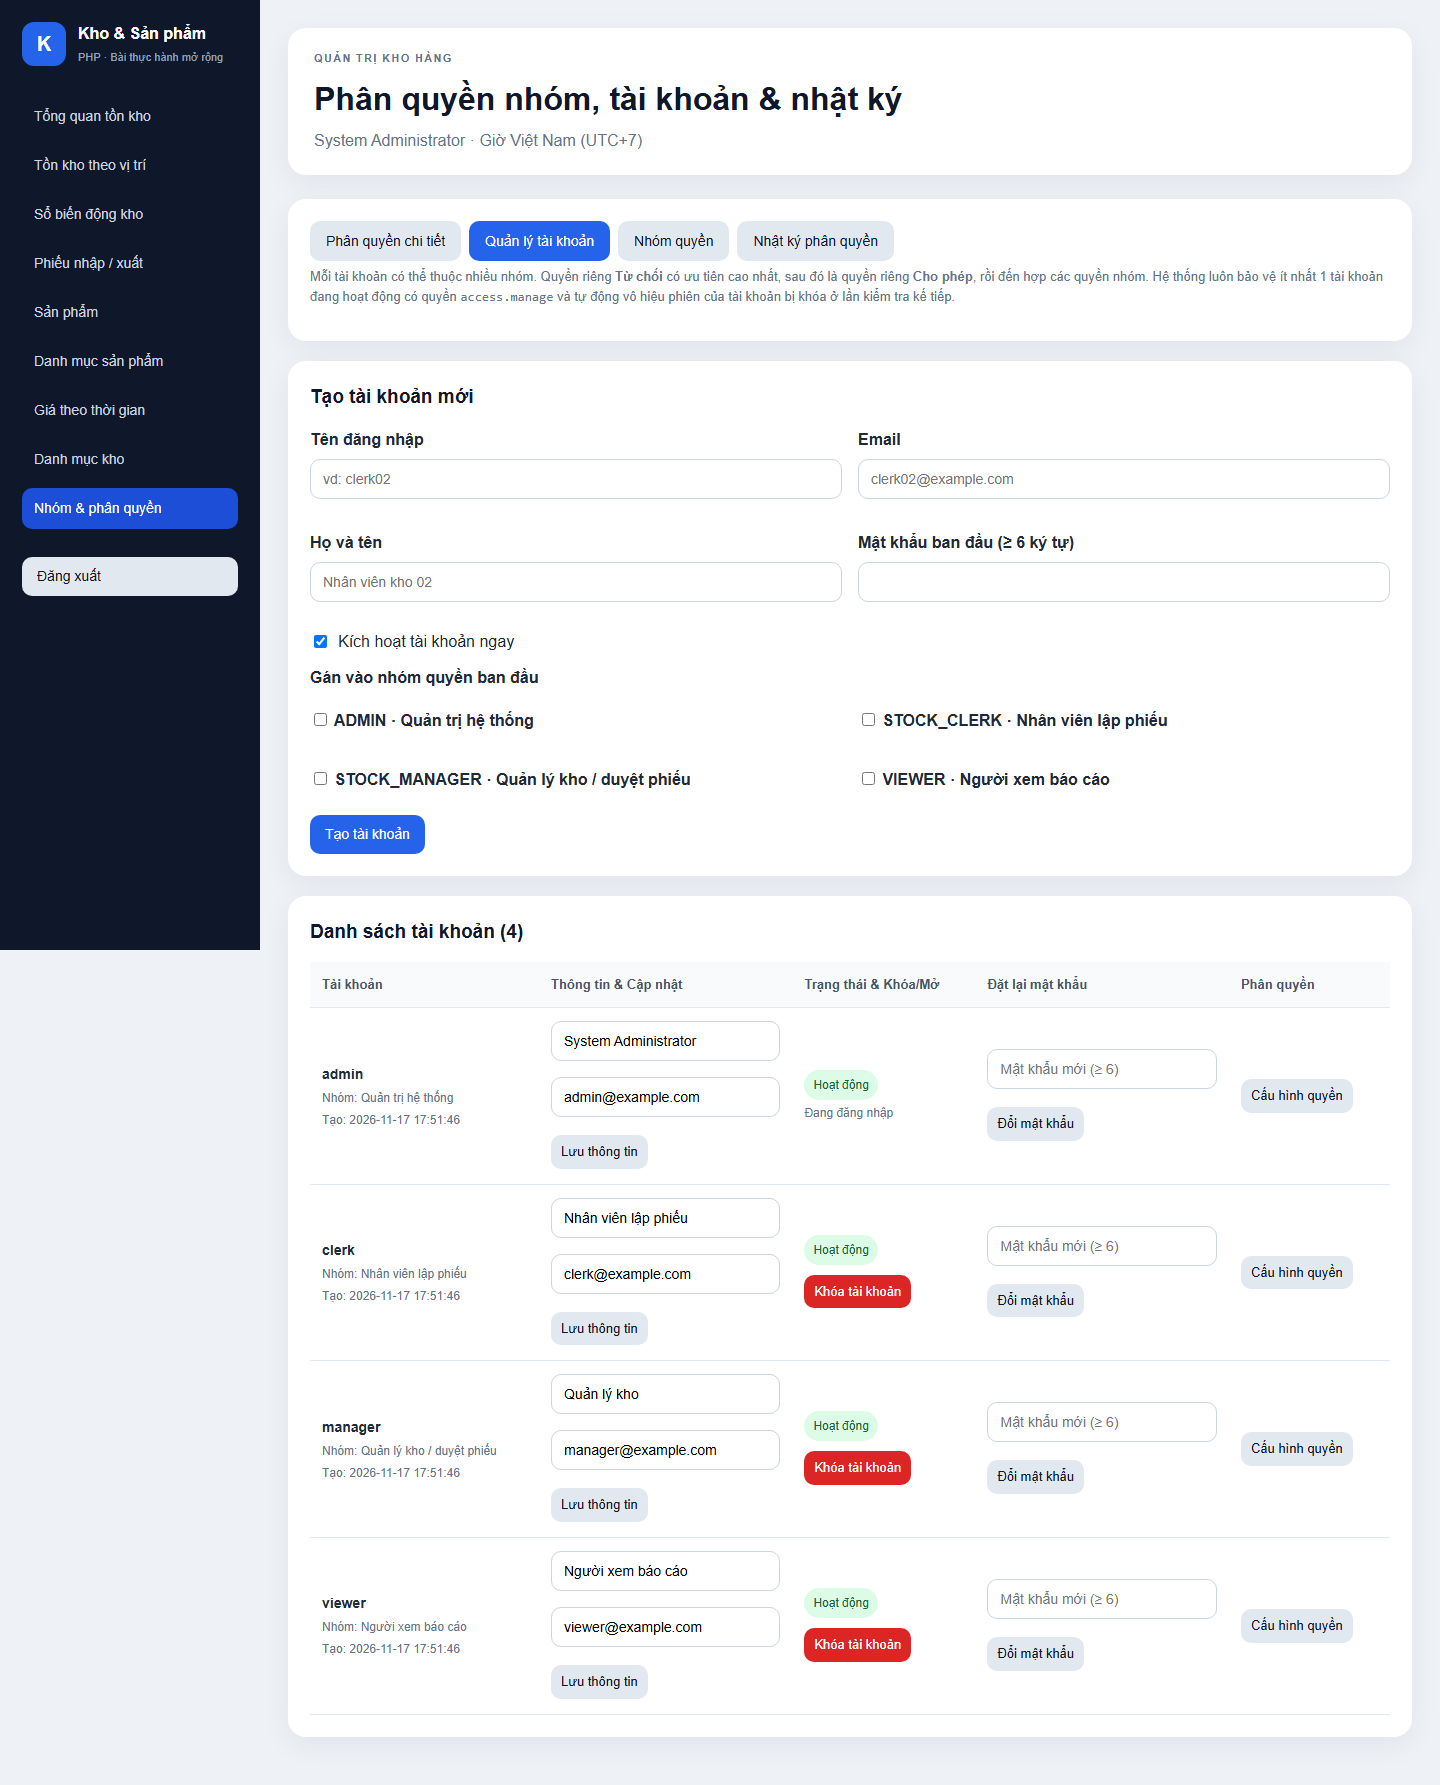 K
Kho & Sản phẩm
PHP · Bài thực hành mở rộng
Tổng quan tồn kho
Tồn kho theo vị trí
Sổ biến động kho
Phiếu nhập / xuất
Sản phẩm
Danh mục sản phẩm
Giá theo thời gian
Danh mục kho
Nhóm & phân quyền
Đăng xuất
QUẢN TRỊ KHO HÀNG
Phân quyền nhóm, tài khoản & nhật ký
System Administrator · Giờ Việt Nam (UTC+7)
Phân quyền chi tiết
Quản lý tài khoản
Nhóm quyền
Nhật ký phân quyền
Mỗi tài khoản có thể thuộc nhiều nhóm. Quyền riêng Từ chối có ưu tiên cao nhất, sau đó là quyền riêng Cho phép, rồi đến hợp các quyền nhóm. Hệ thống luôn bảo vệ ít nhất 1 tài khoản
đang hoạt động có quyền access.manage và tự động vô hiệu phiên của tài khoản bị khóa ở lần kiểm tra kế tiếp.
Tạo tài khoản mới
Tên đăng nhập
Email
vd: clerk02
clerk02@example.com
Họ và tên
Mật khẩu ban đầu (≥ 6 ký tự)
Nhân viên kho 02
Kích hoạt tài khoản ngay
Gán vào nhóm quyền ban đầu
ADMIN · Quản trị hệ thống
STOCK_CLERK · Nhân viên lập phiếu
STOCK_MANAGER · Quản lý kho / duyệt phiếu
VIEWER · Người xem báo cáo
Tạo tài khoản
Danh sách tài khoản (4)
Tài khoản
Thông tin & Cập nhật
Trạng thái & Khóa/Mở
Đặt lại mật khẩu
Phân quyền
admin
Nhóm: Quản trị hệ thống
Tạo: 2026-11-17 17:51:46
System Administrator
admin@example.com
Lưu thông tin
Hoạt động
Đang đăng nhập
Mật khẩu mới (≥ 6)
Đổi mật khẩu
Cấu hình quyền
clerk
Nhóm: Nhân viên lập phiếu
Tạo: 2026-11-17 17:51:46
Nhân viên lập phiếu
clerk@example.com
Lưu thông tin
Hoạt động
Khóa tài khoản
Mật khẩu mới (≥ 6)
Đổi mật khẩu
Cấu hình quyền
manager
Nhóm: Quản lý kho / duyệt phiếu
Tạo: 2026-11-17 17:51:46
Quản lý kho
manager@example.com
Lưu thông tin
Hoạt động
Khóa tài khoản
Mật khẩu mới (≥ 6)
Đổi mật khẩu
Cấu hình quyền
viewer
Nhóm: Người xem báo cáo
Tạo: 2026-11-17 17:51:46
Người xem báo cáo
viewer@example.com
Lưu thông tin
Hoạt động
Khóa tài khoản
Mật khẩu mới (≥ 6)
Đổi mật khẩu
Cấu hình quyền